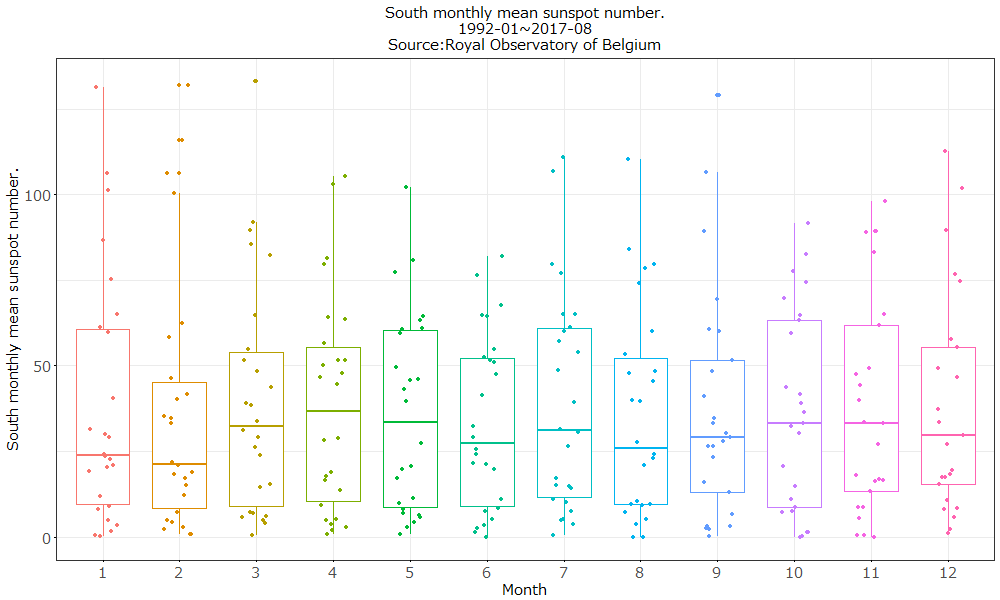 South monthly mean sunspot number.
1992-01~2017-08
Source:Royal Observatory of Belgium
South monthly mean sunspot number.
100
50
0
1 2 3 4 5 6 7 8 9 10 11 12
Month